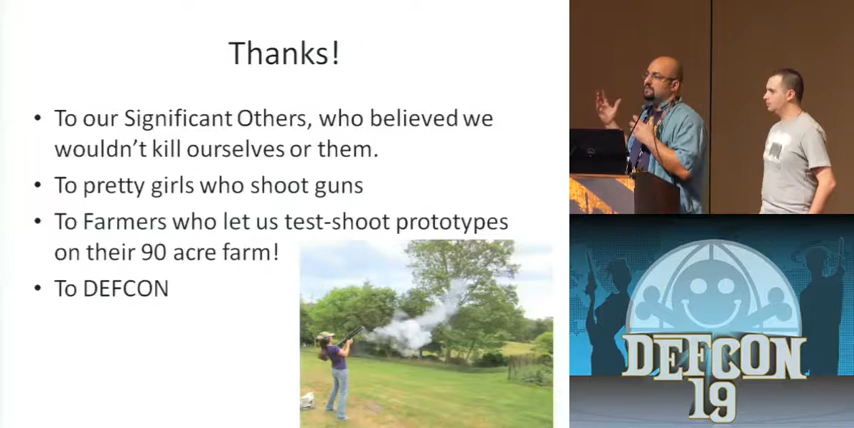 Thanks!
• To our Significant Others, who believed we
wouldn't kill ourselves or them.
• To pretty girls who shoot guns
• To Farmers who let us test-shoot prototypes
on their 90 acre farm!
• To DEFCON
DEFCON
19